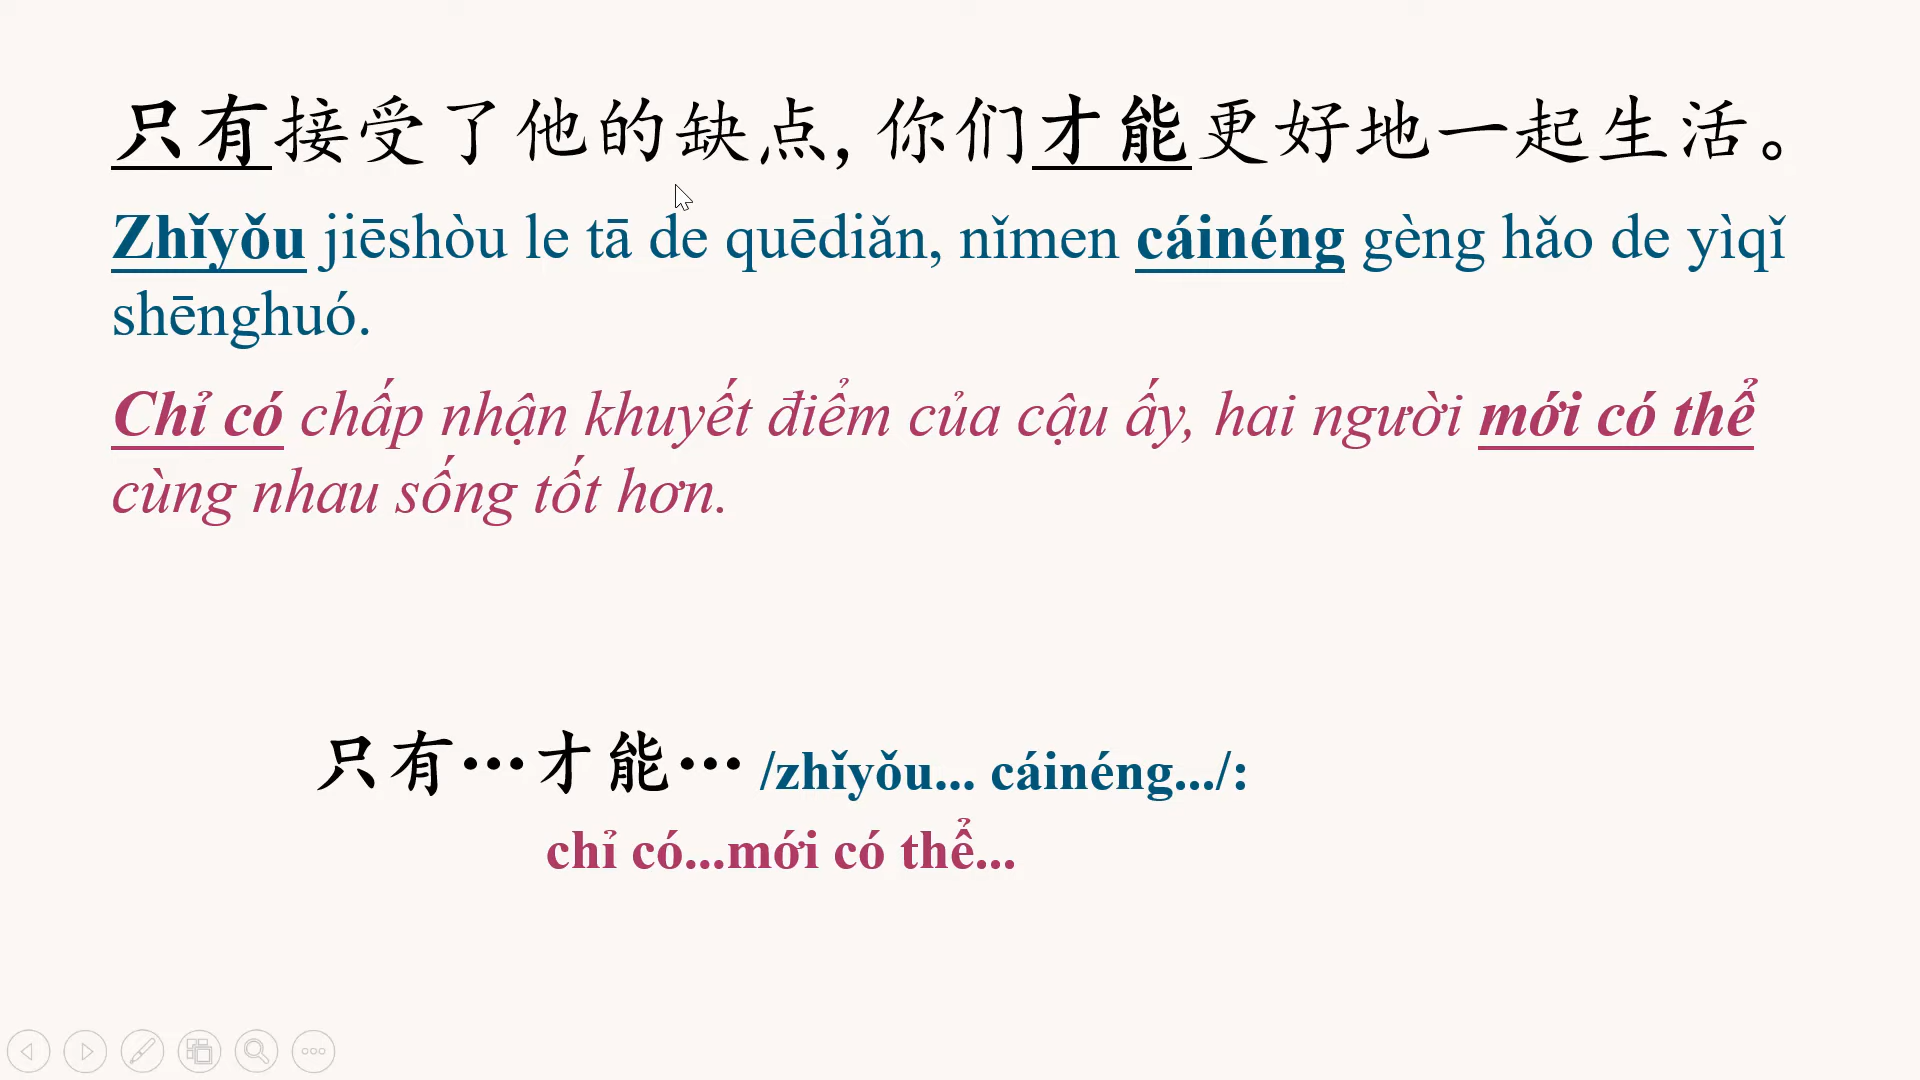 只有接受了他的缺点, 你们才能更好地一起生活。
Zhǐyǒu jiēshòu le tā de quēdiǎn, nǐmen cáinéng gèng hǎo de yìqǐ
shēnghuó.
Chỉ có chấp nhận khuyết điểm của cậu ấy, hai người mới có thể
cùng nhau sống tốt hơn.
只有…才能… /zhǐyǒu... cáinéng.../:
chỉ có...mới có thể...